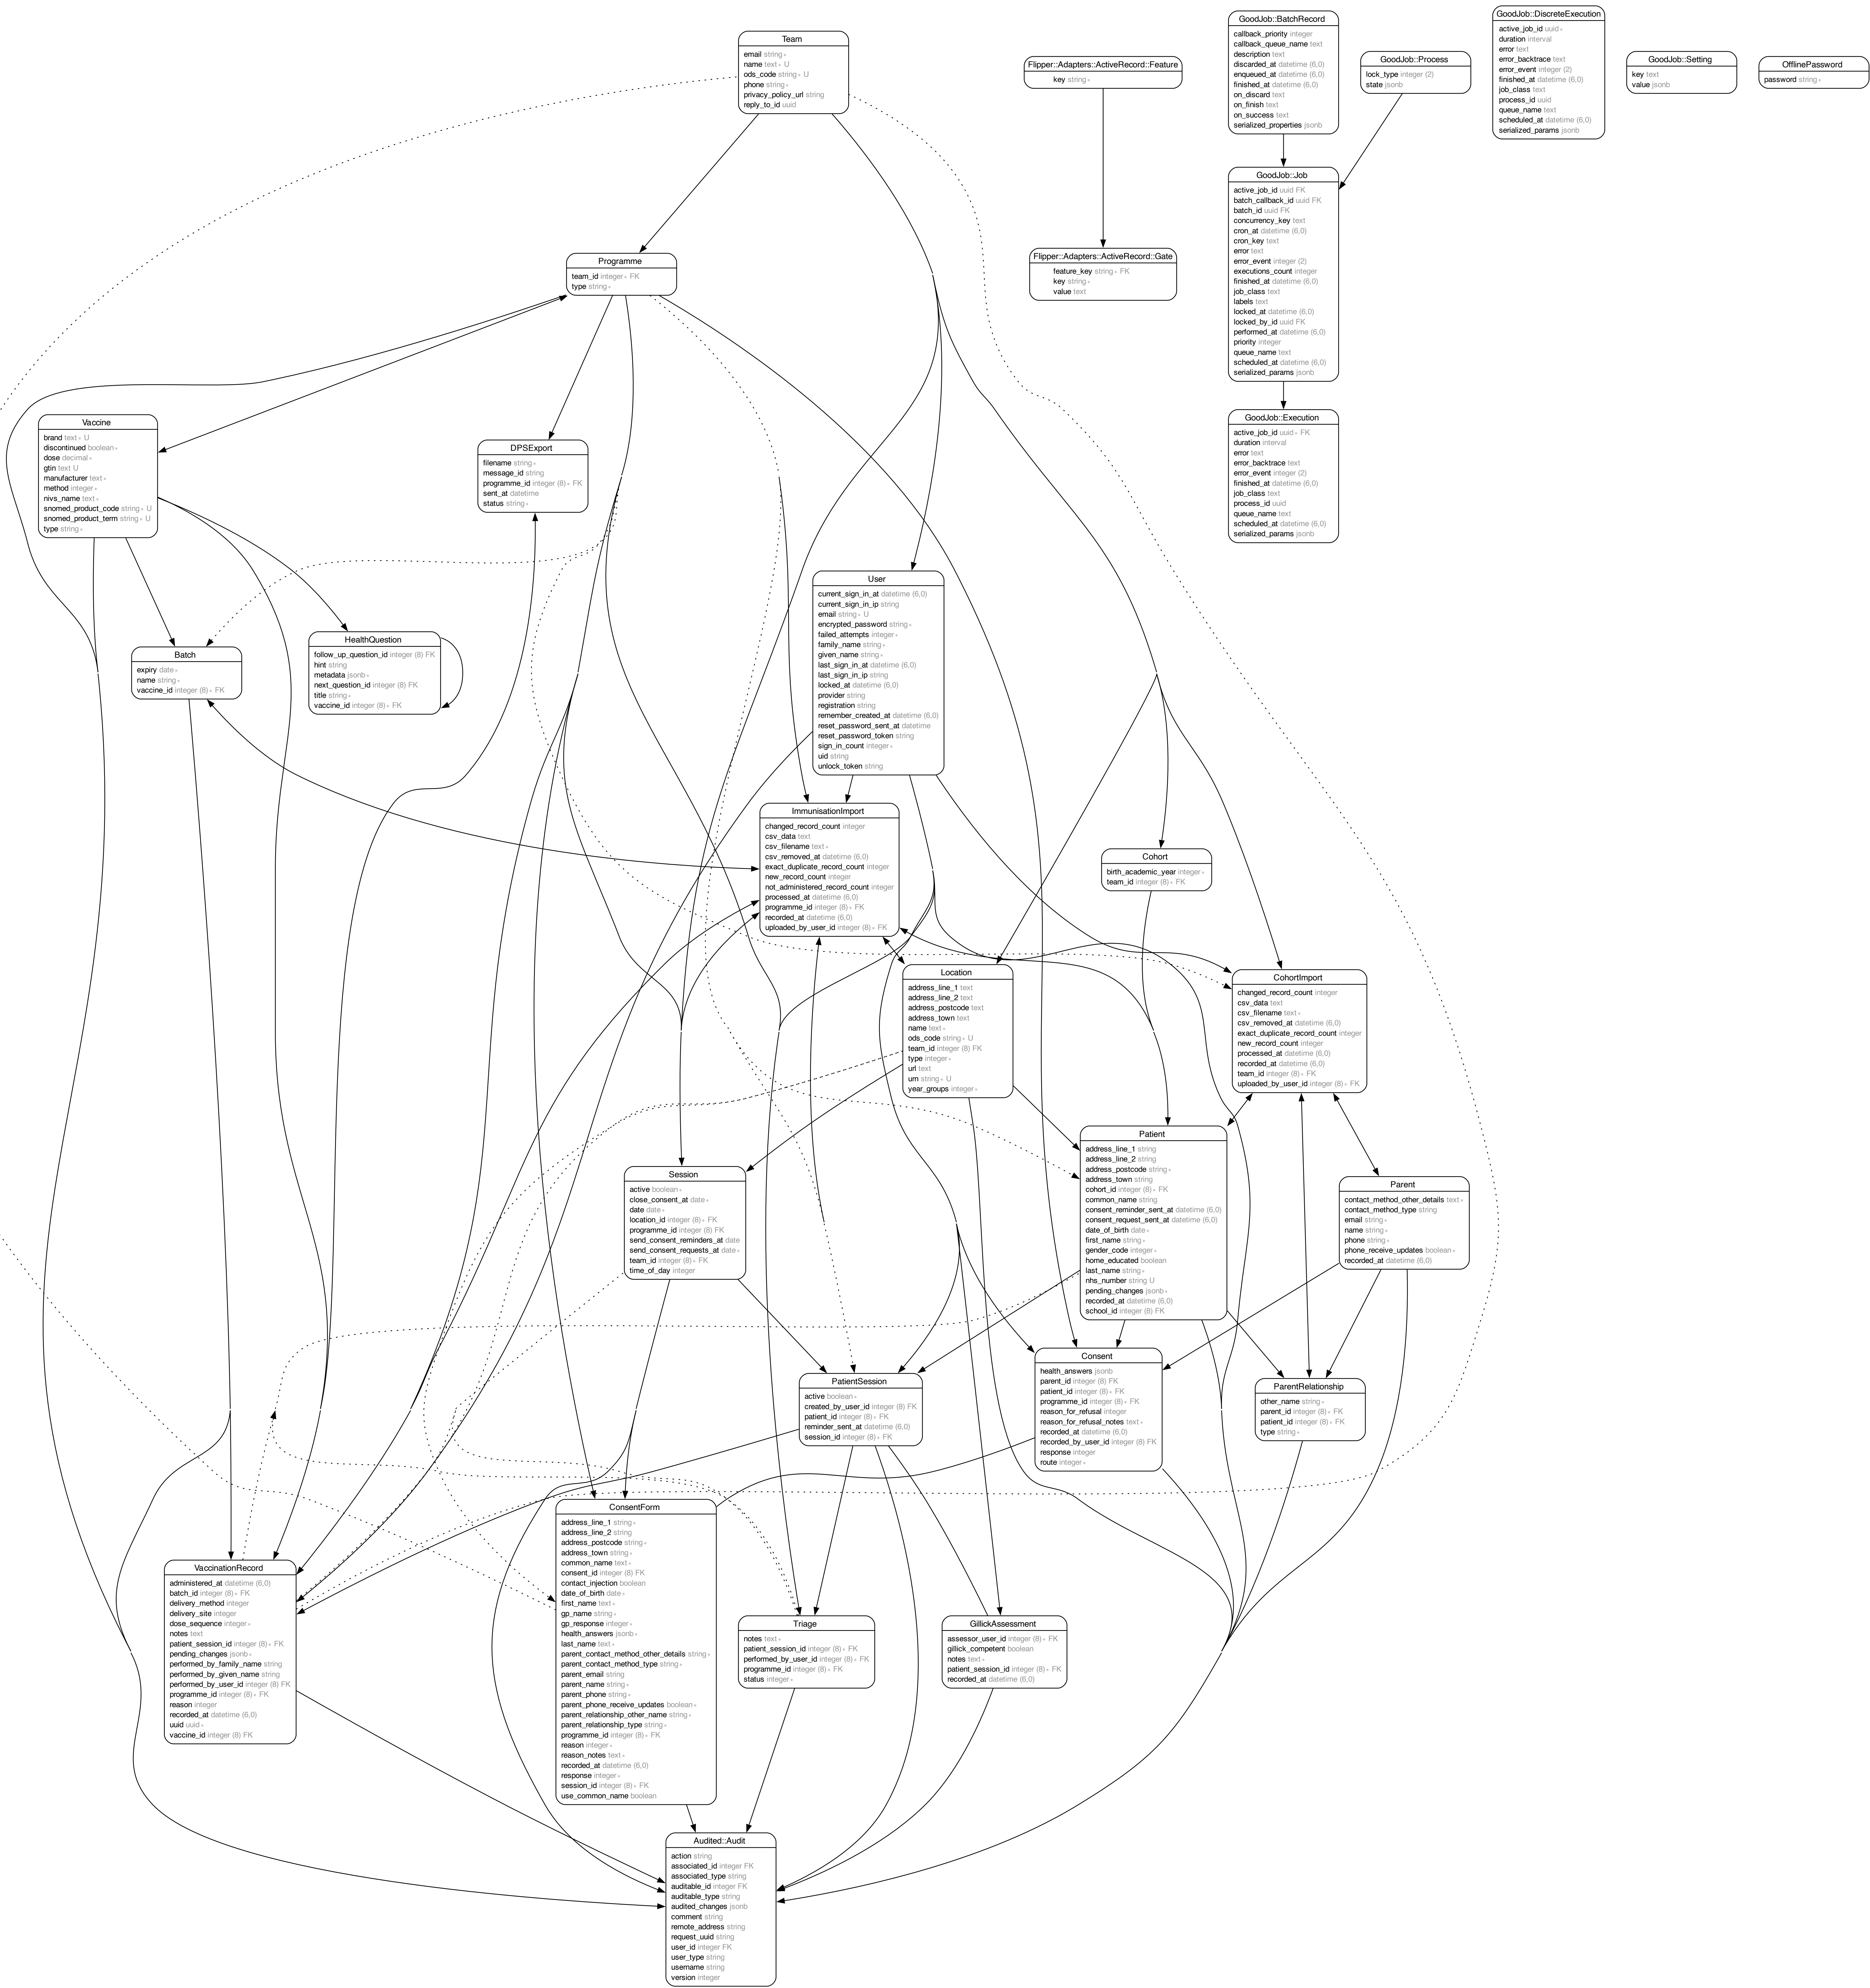 Team
email string ∗
name text ∗ U
ods_code string ∗ U
phone string ∗
privacy_policy_url string
reply_to_id uuid
Flipper::Adapters::ActiveRecord::Feature
key string ∗
GoodJob::BatchRecord
callback_priority integer
callback_queue_name text
description text
discarded_at datetime (6,0)
enqueued_at datetime (6,0)
finished_at datetime (6,0)
on_discard text
on_finish text
on_success text
serialized_properties jsonb
GoodJob::Process
lock_type integer (2)
state jsonb
GoodJob::DiscreteExecution
active_job_id uuid ∗
duration interval
error text
error_backtrace text
error_event integer (2)
finished_at datetime (6,0)
job_class text
process_id uuid
queue_name text
scheduled_at datetime (6,0)
serialized_params jsonb
GoodJob::Setting
key text
value jsonb
OfflinePassword
password string ∗
GoodJob::Job
active_job_id uuid FK
batch_callback_id uuid FK
batch_id uuid FK
concurrency_key text
cron_at datetime (6,0)
cron_key text
error text
error_event integer (2)
executions_count integer
finished_at datetime (6,0)
job_class text
labels text
locked_at datetime (6,0)
locked_by_id uuid FK
performed_at datetime (6,0)
priority integer
queue_name text
scheduled_at datetime (6,0)
serialized_params jsonb
Programme
team_id integer ∗ FK
type string ∗
Flipper::Adapters::ActiveRecord::Gate
feature_key string ∗ FK
key string ∗
value text
Vaccine
brand text ∗ U
discontinued boolean ∗
dose decimal ∗
gtin text U
manufacturer text ∗
method integer ∗
nivs_name text ∗
snomed_product_code string ∗ U
snomed_product_term string ∗ U
type string ∗
DPSExport
filename string ∗
message_id string
programme_id integer (8) ∗ FK
sent_at datetime
status string ∗
GoodJob::Execution
active_job_id uuid ∗ FK
duration interval
error text
error_backtrace text
error_event integer (2)
finished_at datetime (6,0)
job_class text
process_id uuid
queue_name text
scheduled_at datetime (6,0)
serialized_params jsonb
Batch
expiry date ∗
name string ∗
vaccine_id integer (8) ∗ FK
HealthQuestion
follow_up_question_id integer (8) FK
hint string
metadata jsonb ∗
next_question_id integer (8) FK
title string ∗
vaccine_id integer (8) ∗ FK
User
current_sign_in_at datetime (6,0)
current_sign_in_ip string
email string ∗ U
encrypted_password string ∗
failed_attempts integer ∗
family_name string ∗
given_name string ∗
last_sign_in_at datetime (6,0)
last_sign_in_ip string
locked_at datetime (6,0)
provider string
registration string
remember_created_at datetime (6,0)
reset_password_sent_at datetime
reset_password_token string
sign_in_count integer ∗
uid string
unlock_token string
ImmunisationImport
changed_record_count integer
csv_data text
csv_filename text ∗
csv_removed_at datetime (6,0)
exact_duplicate_record_count integer
new_record_count integer
not_administered_record_count integer
processed_at datetime (6,0)
programme_id integer (8) ∗ FK
recorded_at datetime (6,0)
uploaded_by_user_id integer (8) ∗ FK
Cohort
birth_academic_year integer ∗
team_id integer (8) ∗ FK
Location
address_line_1 text
address_line_2 text
address_postcode text
address_town text
name text ∗
ods_code string ∗ U
team_id integer (8) FK
type integer ∗
url text
urn string ∗ U
year_groups integer ∗
CohortImport
changed_record_count integer
csv_data text
csv_filename text ∗
csv_removed_at datetime (6,0)
exact_duplicate_record_count integer
new_record_count integer
processed_at datetime (6,0)
recorded_at datetime (6,0)
team_id integer (8) ∗ FK
uploaded_by_user_id integer (8) ∗ FK
Patient
address_line_1 string
address_line_2 string
address_postcode string ∗
address_town string
cohort_id integer (8) ∗ FK
common_name string
consent_reminder_sent_at datetime (6,0)
consent_request_sent_at datetime (6,0)
date_of_birth date ∗
first_name string ∗
gender_code integer ∗
home_educated boolean
last_name string ∗
nhs_number string U
pending_changes jsonb ∗
recorded_at datetime (6,0)
school_id integer (8) FK
Session
active boolean ∗
close_consent_at date ∗
date date ∗
location_id integer (8) ∗ FK
programme_id integer (8) FK
send_consent_reminders_at date
send_consent_requests_at date ∗
team_id integer (8) ∗ FK
time_of_day integer
Parent
contact_method_other_details text ∗
contact_method_type string
email string ∗
name string ∗
phone string ∗
phone_receive_updates boolean ∗
recorded_at datetime (6,0)
Consent
health_answers jsonb
parent_id integer (8) FK
patient_id integer (8) ∗ FK
programme_id integer (8) ∗ FK
reason_for_refusal integer
reason_for_refusal_notes text ∗
recorded_at datetime (6,0)
recorded_by_user_id integer (8) FK
response integer
route integer ∗
PatientSession
active boolean ∗
created_by_user_id integer (8) FK
patient_id integer (8) ∗ FK
reminder_sent_at datetime (6,0)
session_id integer (8) ∗ FK
ParentRelationship
other_name string ∗
parent_id integer (8) ∗ FK
patient_id integer (8) ∗ FK
type string ∗
ConsentForm
address_line_1 string ∗
address_line_2 string
address_postcode string ∗
address_town string ∗
common_name text ∗
consent_id integer (8) FK
contact_injection boolean
date_of_birth date ∗
first_name text ∗
gp_name string ∗
gp_response integer ∗
health_answers jsonb ∗
last_name text ∗
parent_contact_method_other_details string ∗
parent_contact_method_type string ∗
parent_email string
parent_name string ∗
parent_phone string ∗
parent_phone_receive_updates boolean ∗
parent_relationship_other_name string ∗
parent_relationship_type string ∗
programme_id integer (8) ∗ FK
reason integer ∗
reason_notes text ∗
recorded_at datetime (6,0)
response integer ∗
session_id integer (8) ∗ FK
use_common_name boolean
VaccinationRecord
administered_at datetime (6,0)
batch_id integer (8) ∗ FK
delivery_method integer
delivery_site integer
dose_sequence integer ∗
notes text
patient_session_id integer (8) ∗ FK
pending_changes jsonb ∗
performed_by_family_name string
performed_by_given_name string
performed_by_user_id integer (8) FK
programme_id integer (8) ∗ FK
reason integer
recorded_at datetime (6,0)
uuid uuid ∗
vaccine_id integer (8) FK
Triage
notes text ∗
patient_session_id integer (8) ∗ FK
performed_by_user_id integer (8) ∗ FK
programme_id integer (8) ∗ FK
status integer ∗
GillickAssessment
assessor_user_id integer (8) ∗ FK
gillick_competent boolean
notes text ∗
patient_session_id integer (8) ∗ FK
recorded_at datetime (6,0)
Audited::Audit
action string
associated_id integer FK
associated_type string
auditable_id integer FK
auditable_type string
audited_changes jsonb
comment string
remote_address string
request_uuid string
user_id integer FK
user_type string
username string
version integer